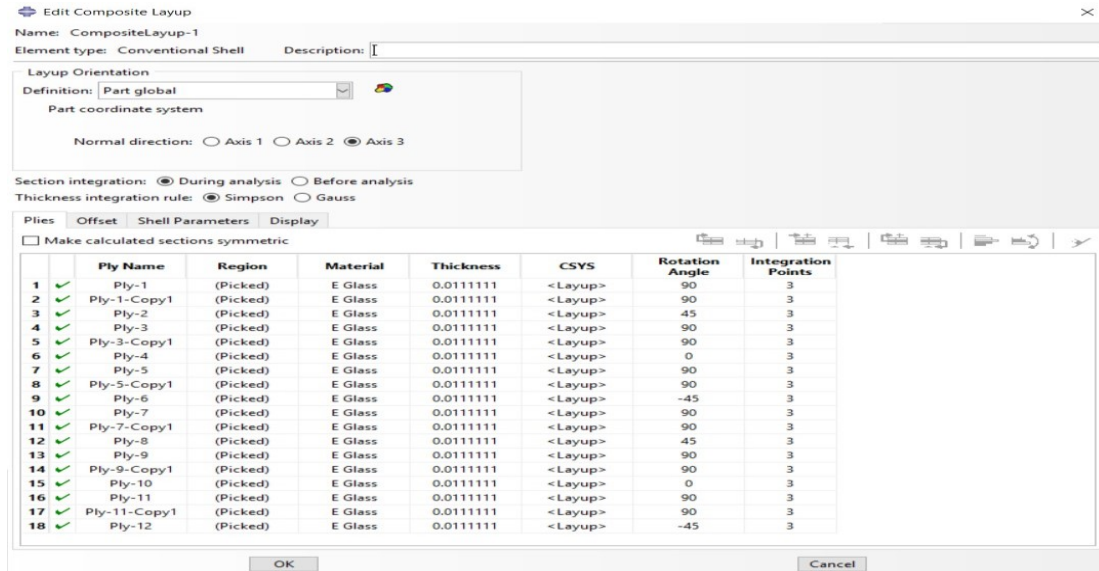 Edit Composite Layup
Name: CompositeLayup-1
Element type: Conventional Shell Description:
Layup Orientation
Definition: Part global
Part coordinate system
Normal direction: Axis 1 Axis 2 Axis 3
Section integration: During analysis Before analysis
Thickness integration rule: Simpson Gauss
Plies Offset Shell Parameters Display
Make calculated sections symmetric
Ply Name Region Material Thickness CSYS Rotation Angle Integration Points
1 Ply-1 (Picked) E Glass 0.0111111 <Layup> 90 3
2 Ply-1-Copy1 (Picked) E Glass 0.0111111 <Layup> 90 3
3 Ply-2 (Picked) E Glass 0.0111111 <Layup> 45 3
4 Ply-3 (Picked) E Glass 0.0111111 <Layup> 90 3
5 Ply-3-Copy1 (Picked) E Glass 0.0111111 <Layup> 90 3
6 Ply-4 (Picked) E Glass 0.0111111 <Layup> 0 3
7 Ply-5 (Picked) E Glass 0.0111111 <Layup> 90 3
8 Ply-5-Copy1 (Picked) E Glass 0.0111111 <Layup> 90 3
9 Ply-6 (Picked) E Glass 0.0111111 <Layup> -45 3
10 Ply-7 (Picked) E Glass 0.0111111 <Layup> 90 3
11 Ply-7-Copy1 (Picked) E Glass 0.0111111 <Layup> 90 3
12 Ply-8 (Picked) E Glass 0.0111111 <Layup> 45 3
13 Ply-9 (Picked) E Glass 0.0111111 <Layup> 90 3
14 Ply-9-Copy1 (Picked) E Glass 0.0111111 <Layup> 90 3
15 Ply-10 (Picked) E Glass 0.0111111 <Layup> 0 3
16 Ply-11 (Picked) E Glass 0.0111111 <Layup> 90 3
17 Ply-11-Copy1 (Picked) E Glass 0.0111111 <Layup> 90 3
18 Ply-12 (Picked) E Glass 0.0111111 <Layup> -45 3
OK Cancel